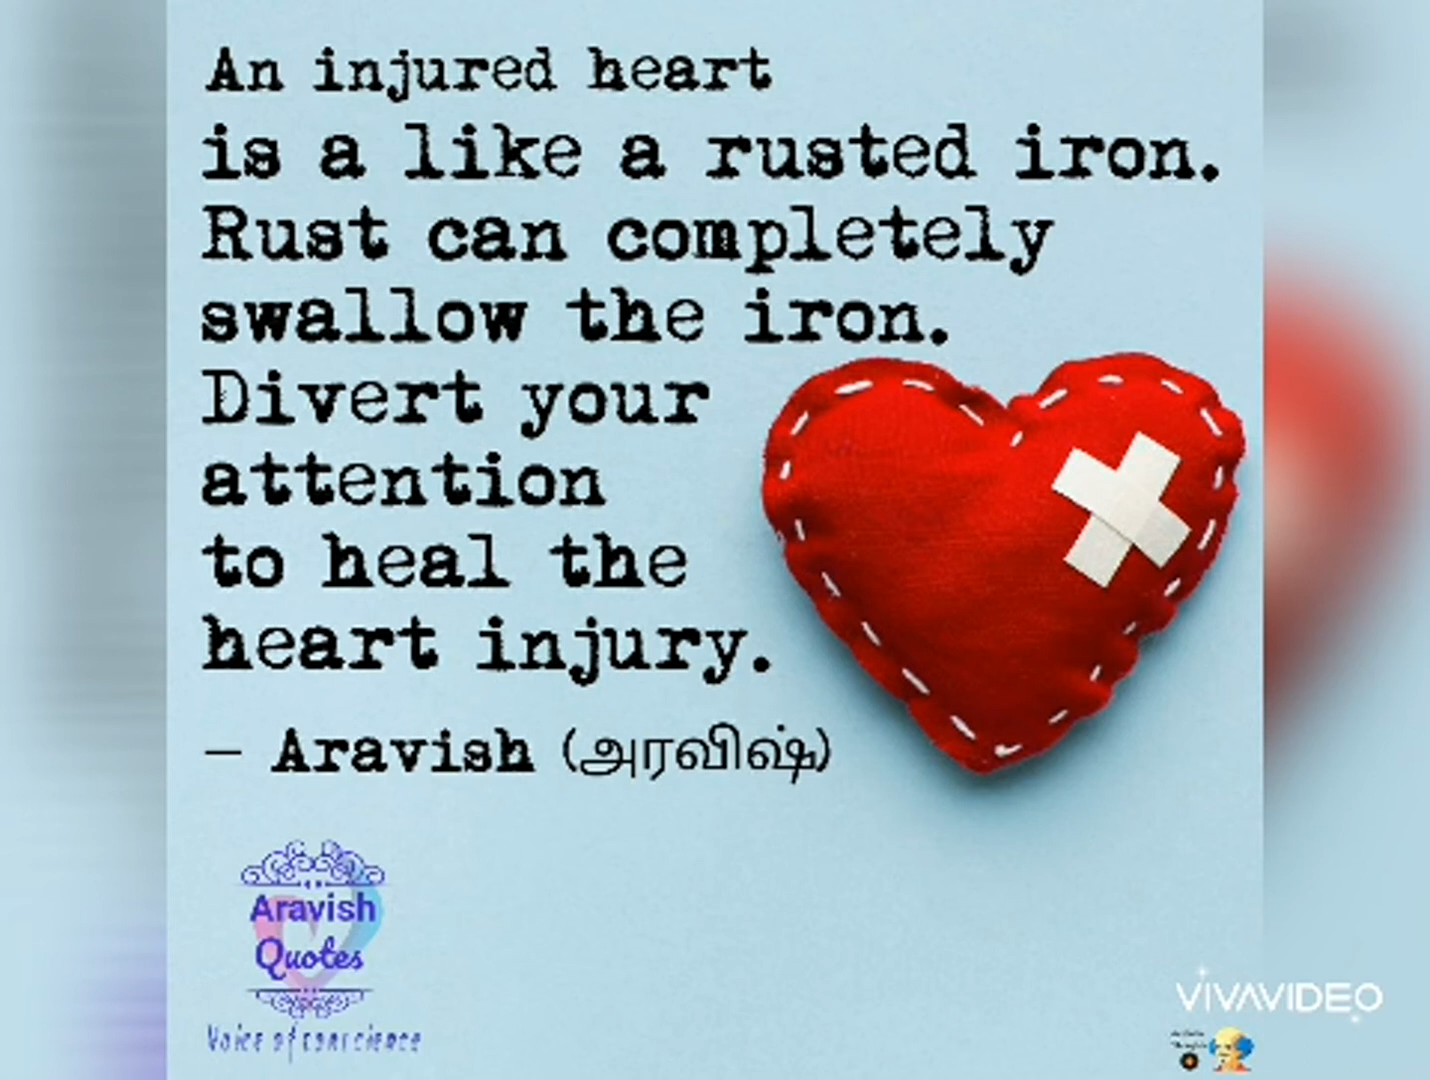 An injured heart
is a like a rusted iron.
Rust can completely
swallow the iron.
Divert your
attention
to heal the
heart injury.
– Aravish (அரவிஷ்)
Aravish
Quotes
Voice of conscience
VIVAVIDEO